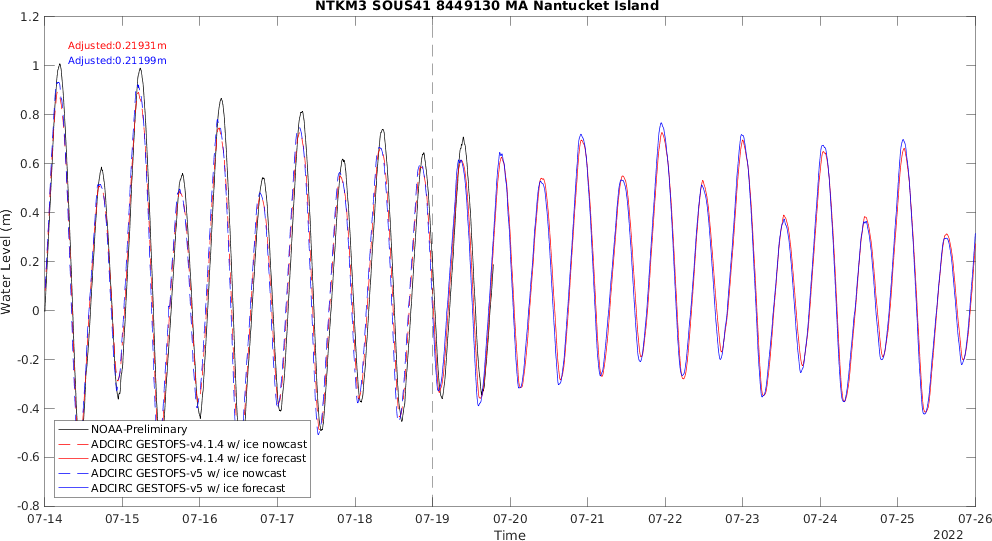 NTKM3 SOUS41 8449130 MA Nantucket Island
1.2
Adjusted:0.21931m
Adjusted:0.21199m
1
0.8
0.6
0.4
0.2
0
-0.2
-0.4
-0.6
-0.8
Water Level (m)
NOAA-Preliminary
ADCIRC GESTOFS-v4.1.4 w/ ice nowcast
ADCIRC GESTOFS-v4.1.4 w/ ice forecast
ADCIRC GESTOFS-v5 w/ ice nowcast
ADCIRC GESTOFS-v5 w/ ice forecast
07-14 07-15 07-16 07-17 07-18 07-19 07-20 07-21 07-22 07-23 07-24 07-25 07-26
Time
2022